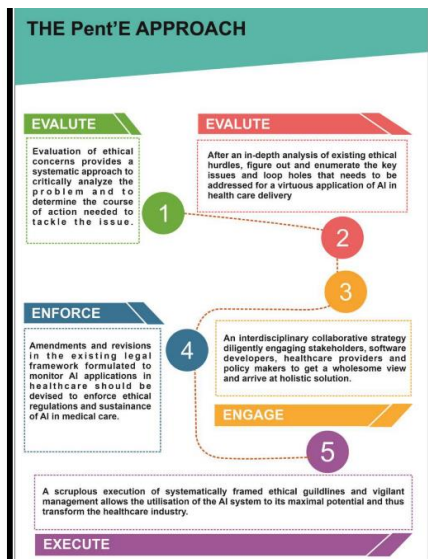 THE Pent'E APPROACH
EVALUTE
Evaluation of ethical
concerns provides a
systematic approach to
critically analyze the
problem and to
determine the course
of action needed to
tackle the issue.
1
EVALUTE
After an in-depth analysis of existing ethical
hurdles, figure out and enumerate the key
issues and loop holes that needs to be
addressed for a virtuous application of AI in
health care delivery
2
3
An interdisciplinary collaborative strategy
diligently engaging stakeholders, software
developers, healthcare providers and
policy makers to get a wholesome view
and arrive at holistic solution.
ENGAGE
ENFORCE
Amendments and revisions
in the existing legal
framework formulated to
monitor AI applications in
healthcare should be
devised to enforce ethical
regulations and sustainance
of AI in medical care.
4
5
A scruplous execution of systematically framed ethical guildlines and vigilant
management allows the utilisation of the AI system to its maximal potential and thus
transform the healthcare industry.
EXECUTE